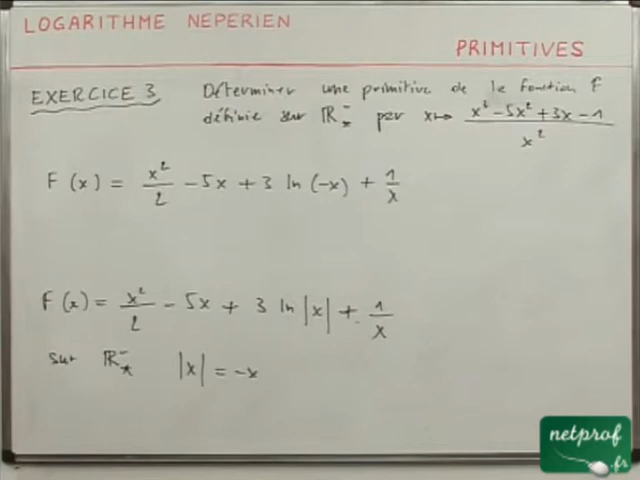 LOGARITHME NEPERIEN
PRIMITIVES
EXERCICE 3 Déterminer une primitive de la fonction f
définie sur ℝ₋* par x ↦ (x³ - 5x² + 3x - 1) / x²
F(x) = x²/2 - 5x + 3 ln(-x) + 1/x
F(x) = x²/2 - 5x + 3 ln|x| + 1/x
sur ℝ₋* |x| = -x
netprof
.fr